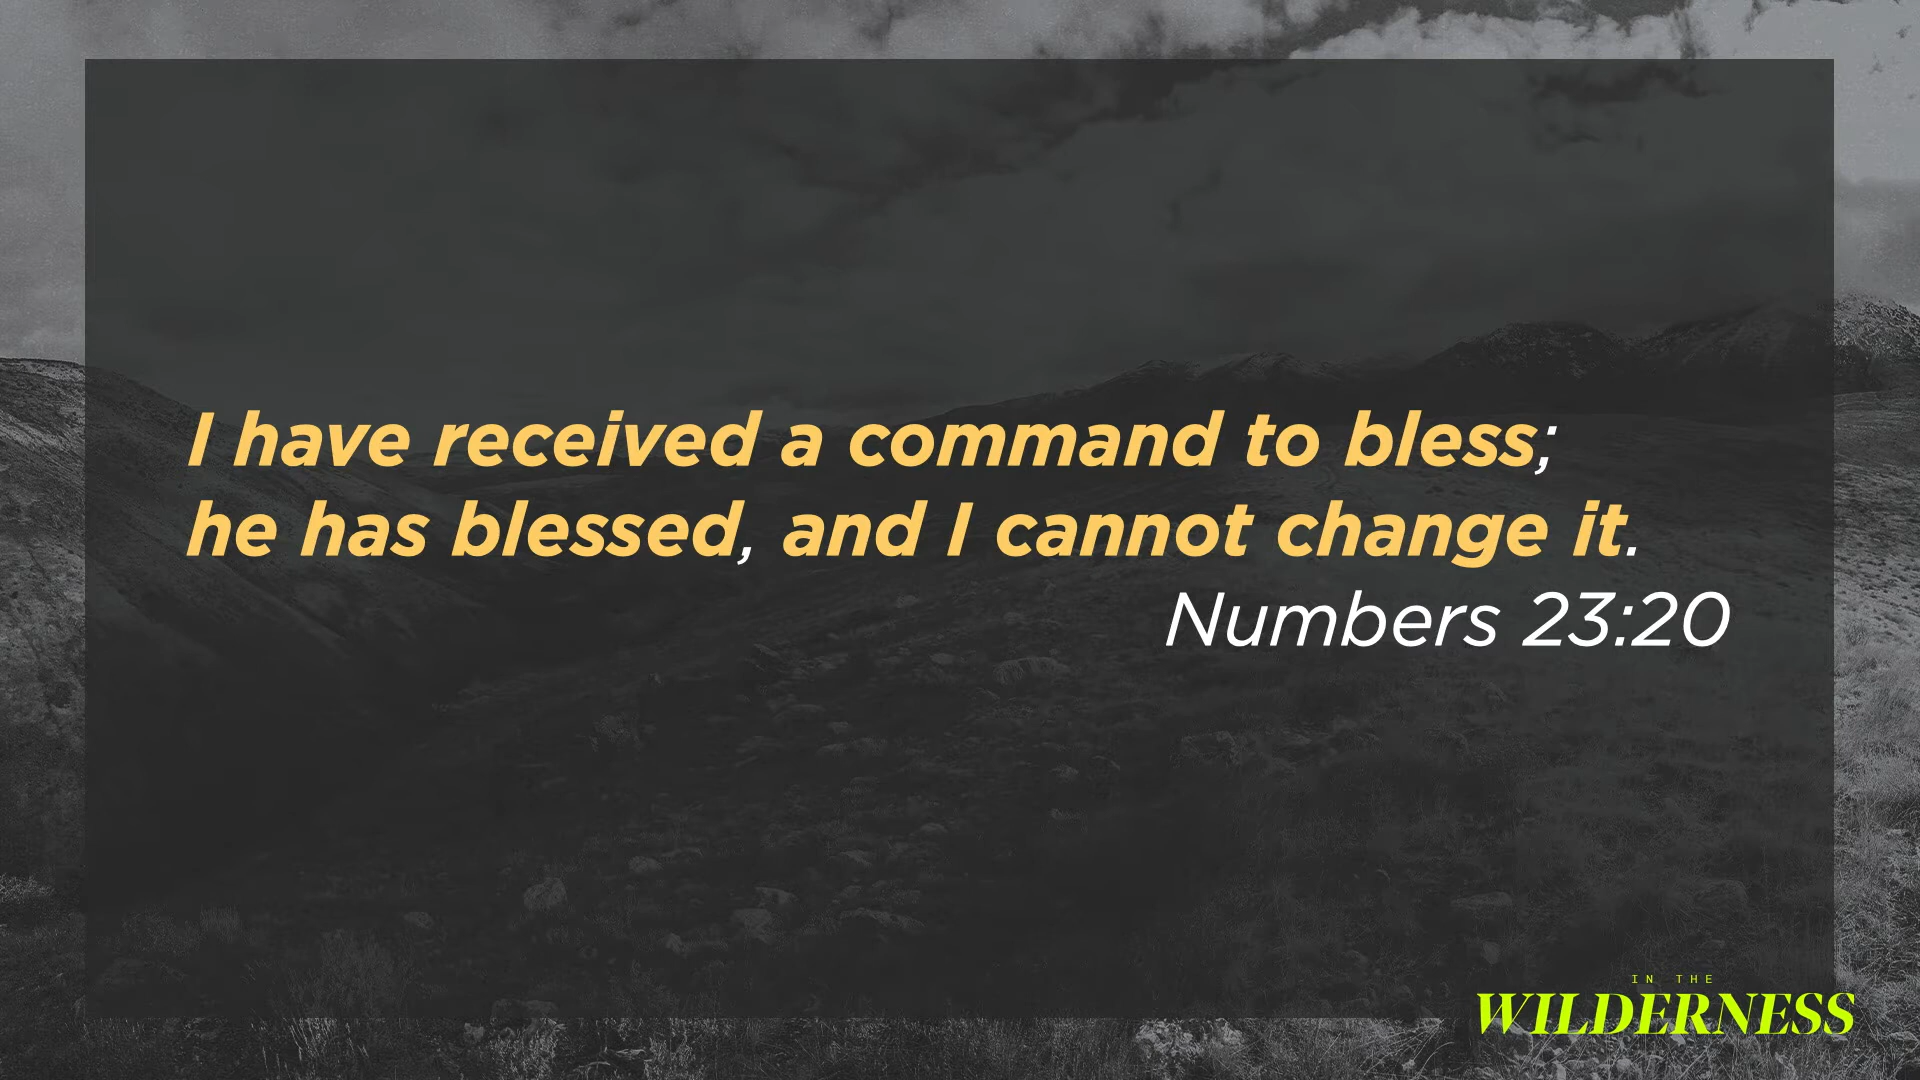 I have received a command to bless;
he has blessed, and I cannot change it.
Numbers 23:20
IN THE
WILDERNESS